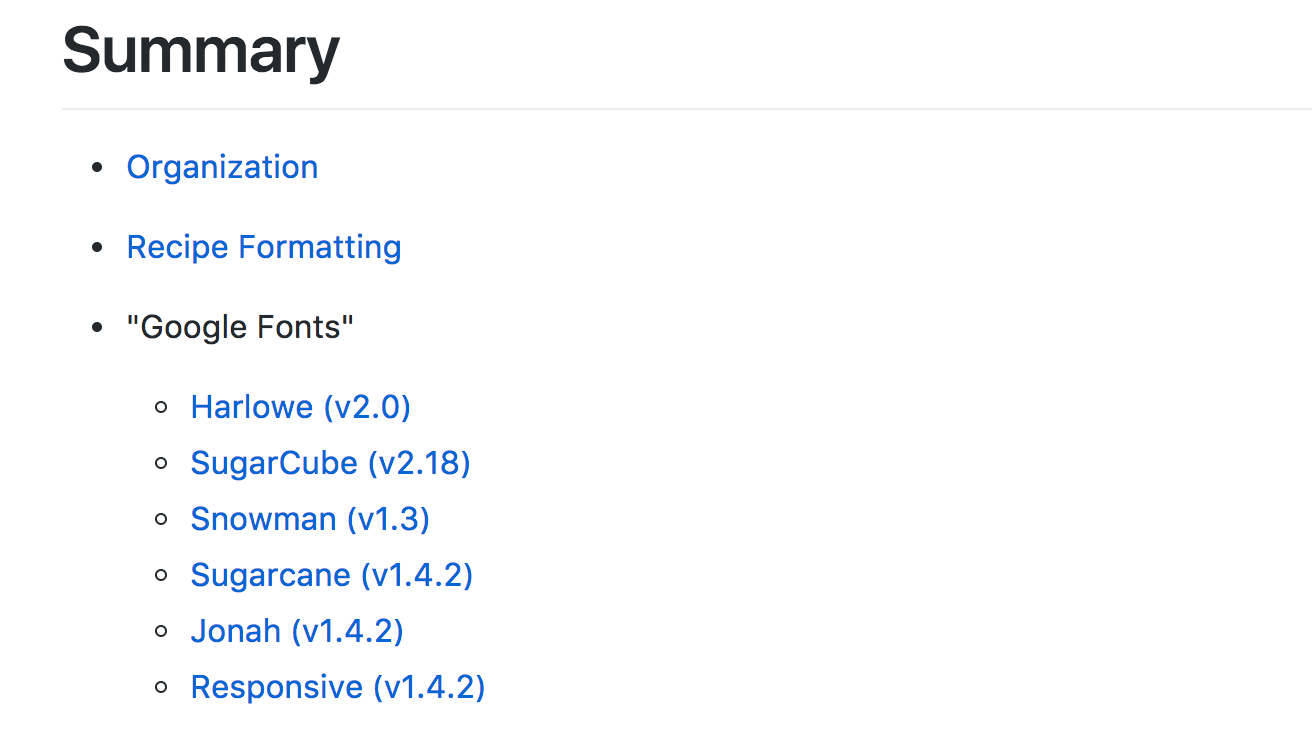 Summary
Organization
Recipe Formatting
"Google Fonts"
Harlowe (v2.0)
SugarCube (v2.18)
Snowman (v1.3)
Sugarcane (v1.4.2)
Jonah (v1.4.2)
Responsive (v1.4.2)